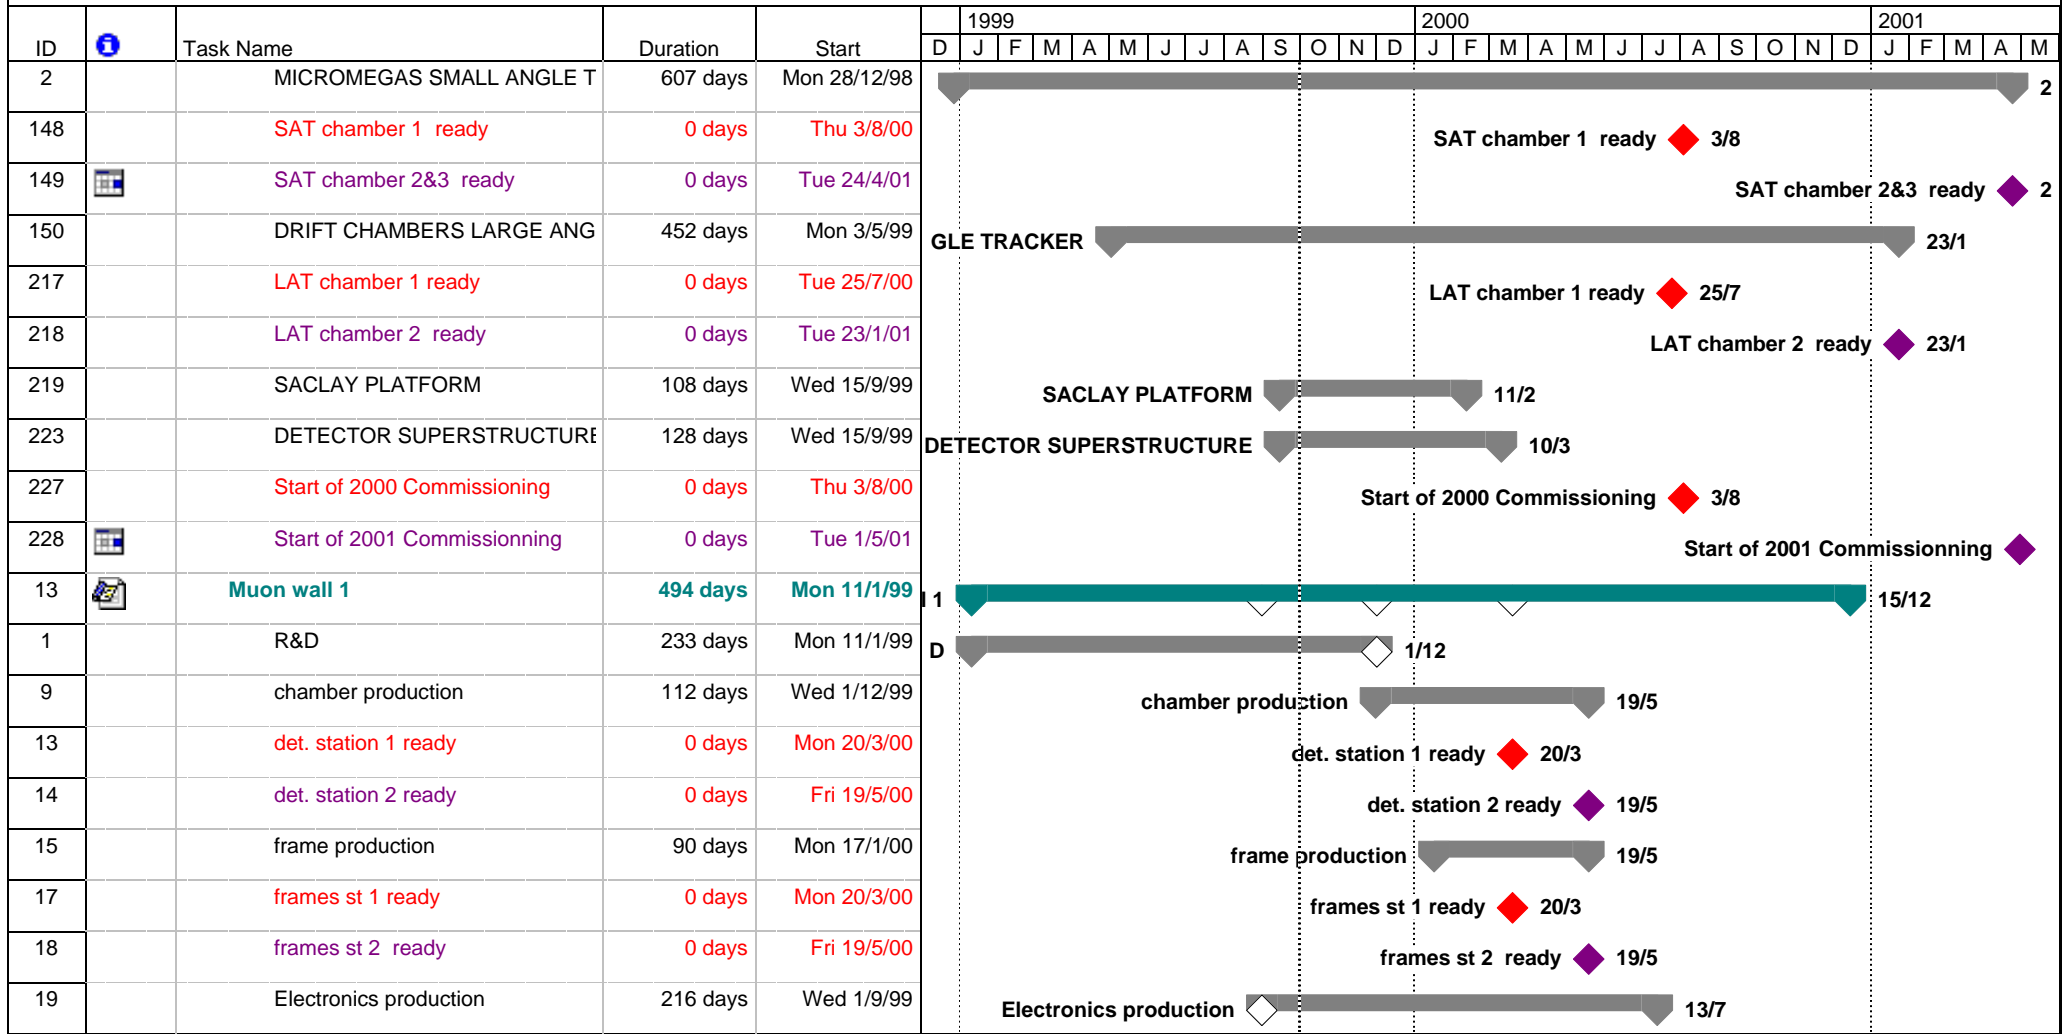 1999 2000 2001
ID Task Name Duration Start D J F M A M J J A S O N D J F M A M J J A S O N D J F M A M
2 MICROMEGAS SMALL ANGLE T 607 days Mon 28/12/98 2
148 SAT chamber 1 ready 0 days Thu 3/8/00 SAT chamber 1 ready 3/8
149 SAT chamber 2&3 ready 0 days Tue 24/4/01 SAT chamber 2&3 ready 2
150 DRIFT CHAMBERS LARGE ANG 452 days Mon 3/5/99 GLE TRACKER 23/1
217 LAT chamber 1 ready 0 days Tue 25/7/00 LAT chamber 1 ready 25/7
218 LAT chamber 2 ready 0 days Tue 23/1/01 LAT chamber 2 ready 23/1
219 SACLAY PLATFORM 108 days Wed 15/9/99 SACLAY PLATFORM 11/2
223 DETECTOR SUPERSTRUCTURE 128 days Wed 15/9/99 DETECTOR SUPERSTRUCTURE 10/3
227 Start of 2000 Commissioning 0 days Thu 3/8/00 Start of 2000 Commissioning 3/8
228 Start of 2001 Commissionning 0 days Tue 1/5/01 Start of 2001 Commissionning
13 Muon wall 1 494 days Mon 11/1/99 l 1 15/12
1 R&D 233 days Mon 11/1/99 D 1/12
9 chamber production 112 days Wed 1/12/99 chamber production 19/5
13 det. station 1 ready 0 days Mon 20/3/00 det. station 1 ready 20/3
14 det. station 2 ready 0 days Fri 19/5/00 det. station 2 ready 19/5
15 frame production 90 days Mon 17/1/00 frame production 19/5
17 frames st 1 ready 0 days Mon 20/3/00 frames st 1 ready 20/3
18 frames st 2 ready 0 days Fri 19/5/00 frames st 2 ready 19/5
19 Electronics production 216 days Wed 1/9/99 Electronics production 13/7